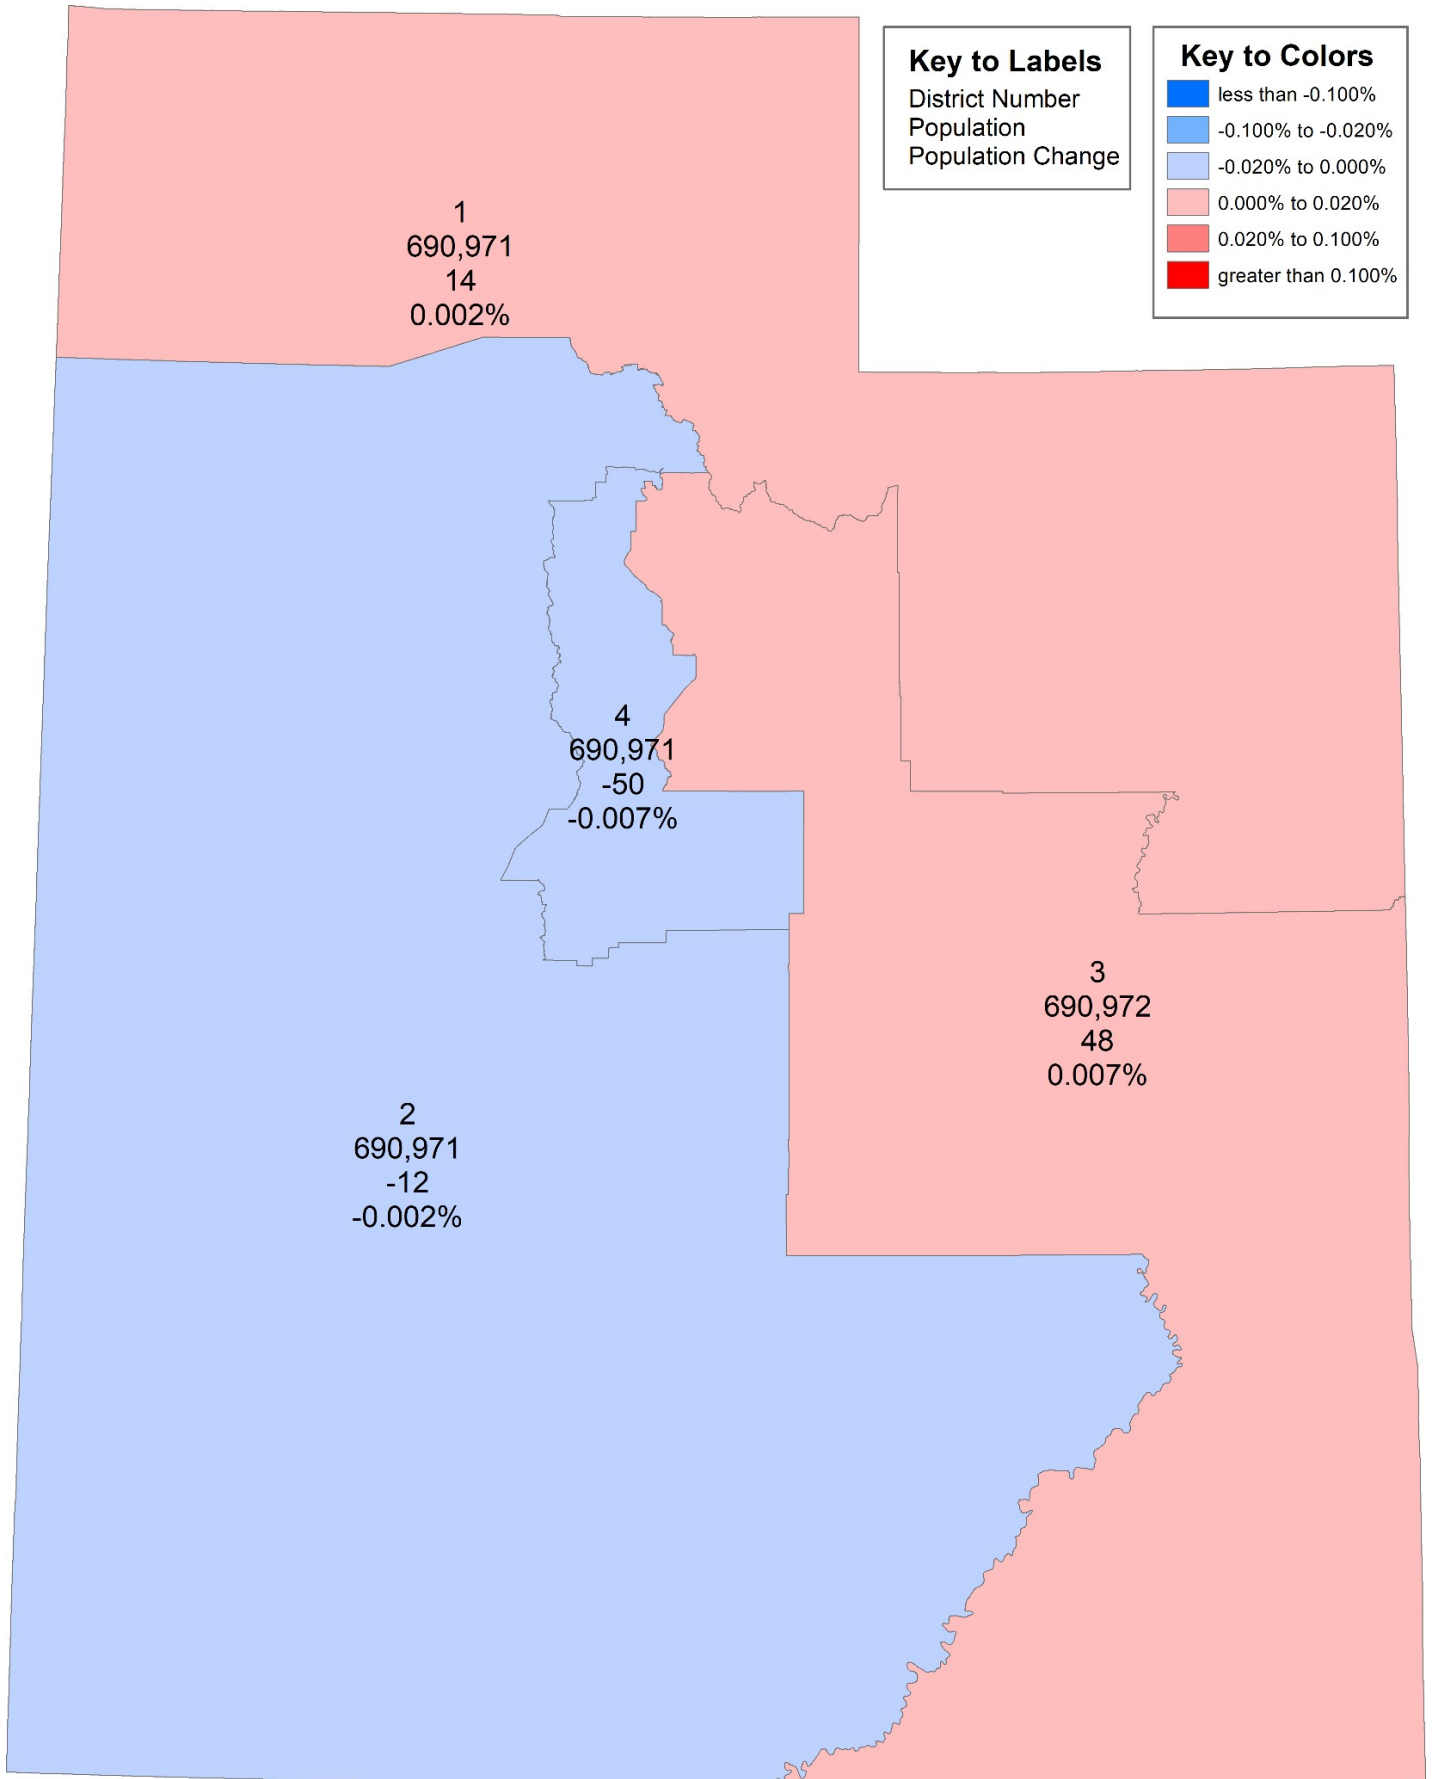 Key to Labels
District Number
Population
Population Change
Key to Colors
less than -0.100%
-0.100% to -0.020%
-0.020% to 0.000%
0.000% to 0.020%
0.020% to 0.100%
greater than 0.100%
1
690,971
14
0.002%
4
690,971
-50
-0.007%
3
690,972
48
0.007%
2
690,971
-12
-0.002%